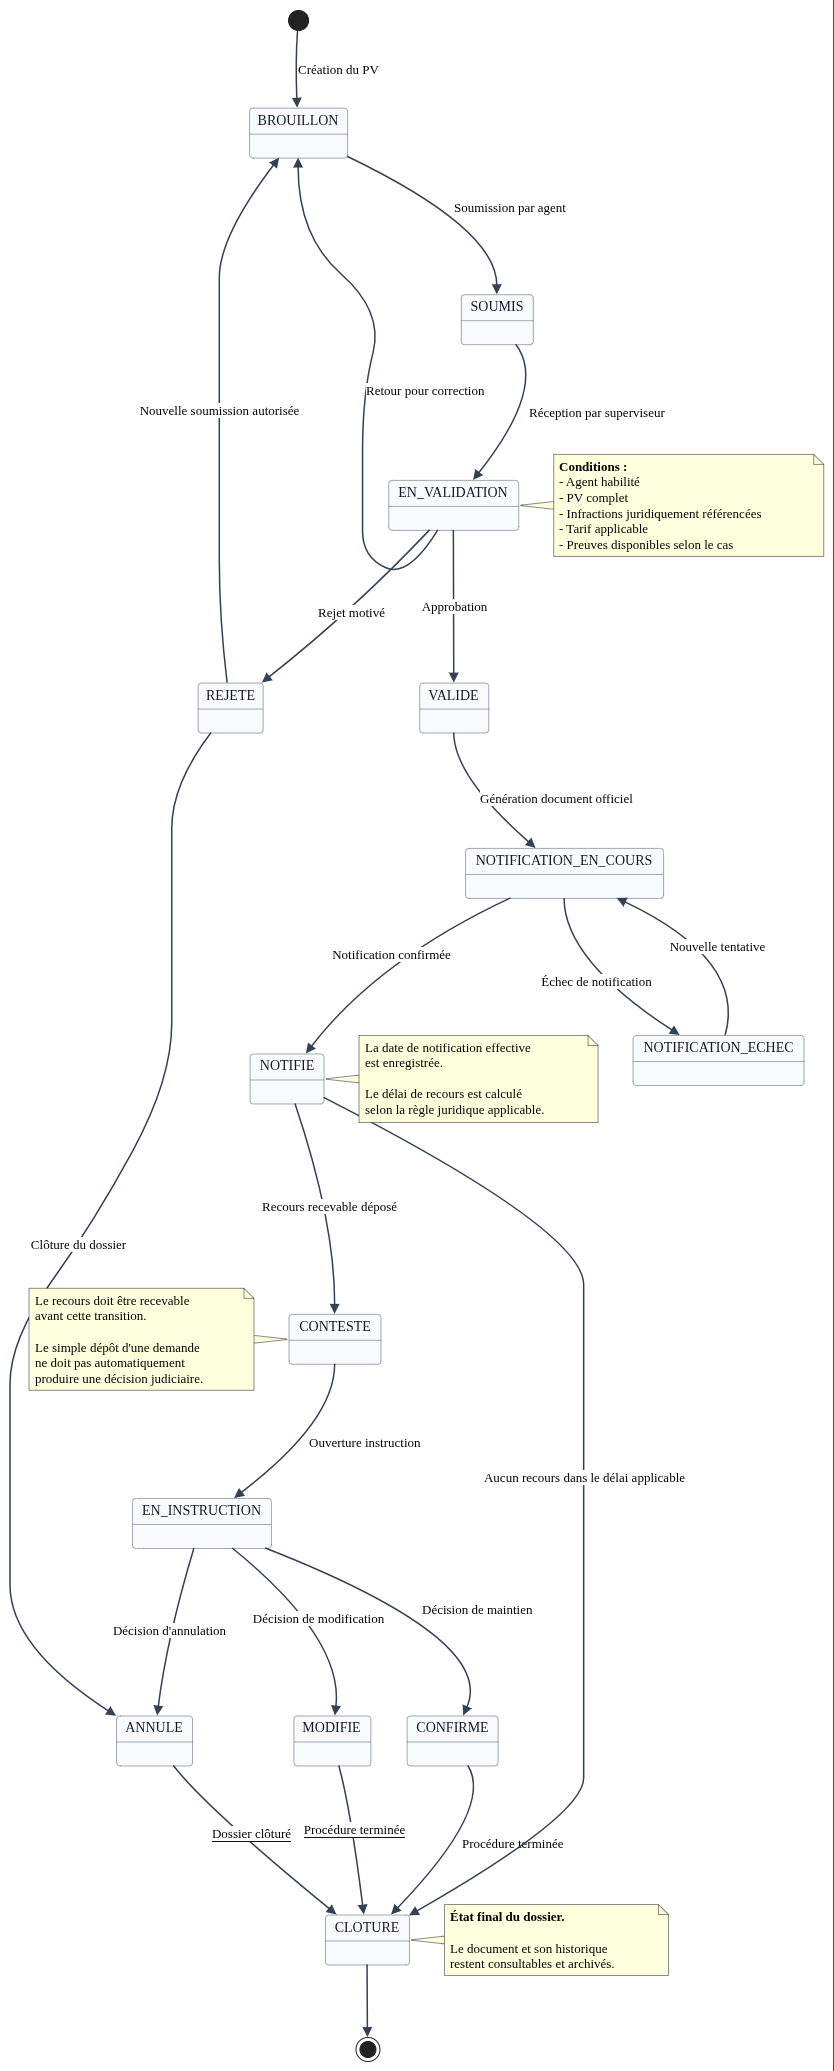 Création du PV
BROUILLON
Soumission par agent
SOUMIS
Retour pour correction
Nouvelle soumission autorisée
Réception par superviseur
Conditions :
- Agent habilité
- PV complet
- Infractions juridiquement référencées
- Tarif applicable
- Preuves disponibles selon le cas
EN_VALIDATION
Rejet motivé
Approbation
REJETE
VALIDE
Génération document officiel
NOTIFICATION_EN_COURS
Notification confirmée
Nouvelle tentative
Échec de notification
NOTIFIE
La date de notification effective
est enregistrée.
Le délai de recours est calculé
selon la règle juridique applicable.
NOTIFICATION_ECHEC
Recours recevable déposé
Clôture du dossier
Le recours doit être recevable
avant cette transition.
Le simple dépôt d'une demande
ne doit pas automatiquement
produire une décision judiciaire.
CONTESTE
Ouverture instruction
Aucun recours dans le délai applicable
EN_INSTRUCTION
Décision d'annulation
Décision de modification
Décision de maintien
ANNULE
MODIFIE
CONFIRME
Dossier clôturé
Procédure terminée
Procédure terminée
CLOTURE
État final du dossier.
Le document et son historique
restent consultables et archivés.